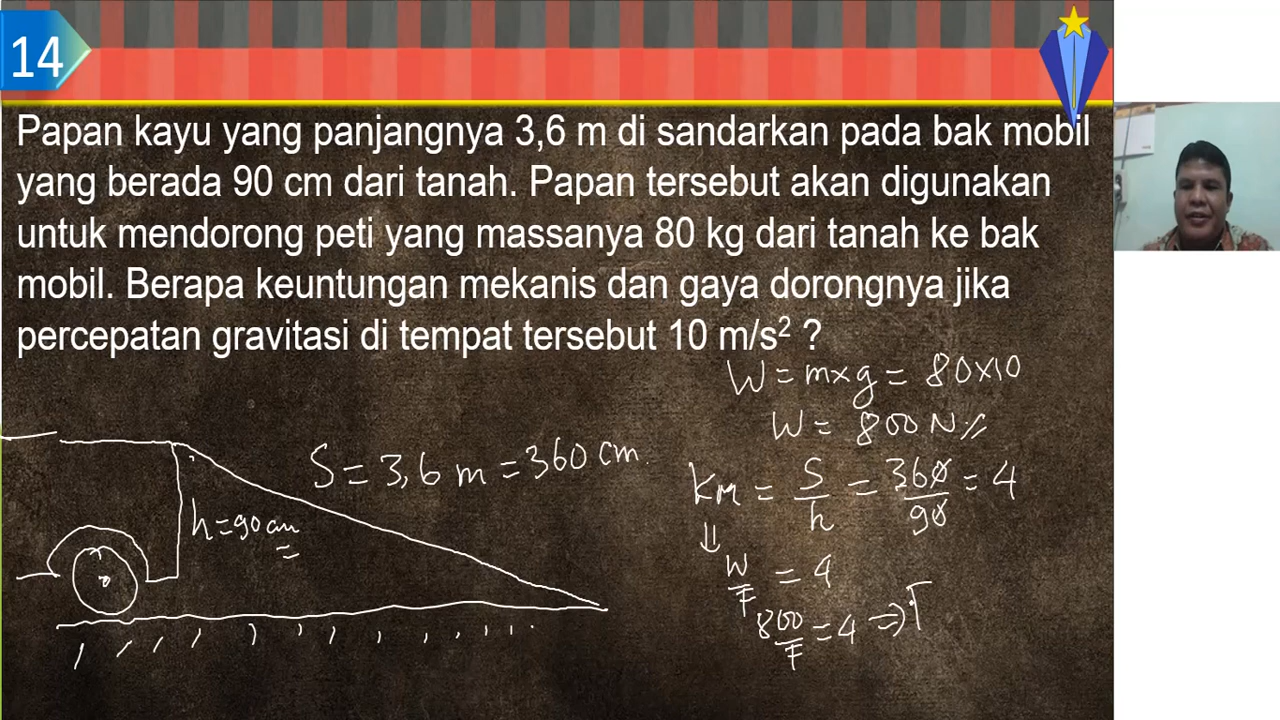 14
Papan kayu yang panjangnya 3,6 m di sandarkan pada bak mobil
yang berada 90 cm dari tanah. Papan tersebut akan digunakan
untuk mendorong peti yang massanya 80 kg dari tanah ke bak
mobil. Berapa keuntungan mekanis dan gaya dorongnya jika
percepatan gravitasi di tempat tersebut 10 m/s² ?
W = m x g = 80x10
W = 800 N
S = 3,6 m = 360 cm.
Km = S/h = 360/90 = 4
h = 90 cm
⇓
W/F = 4
800/F = 4 => F